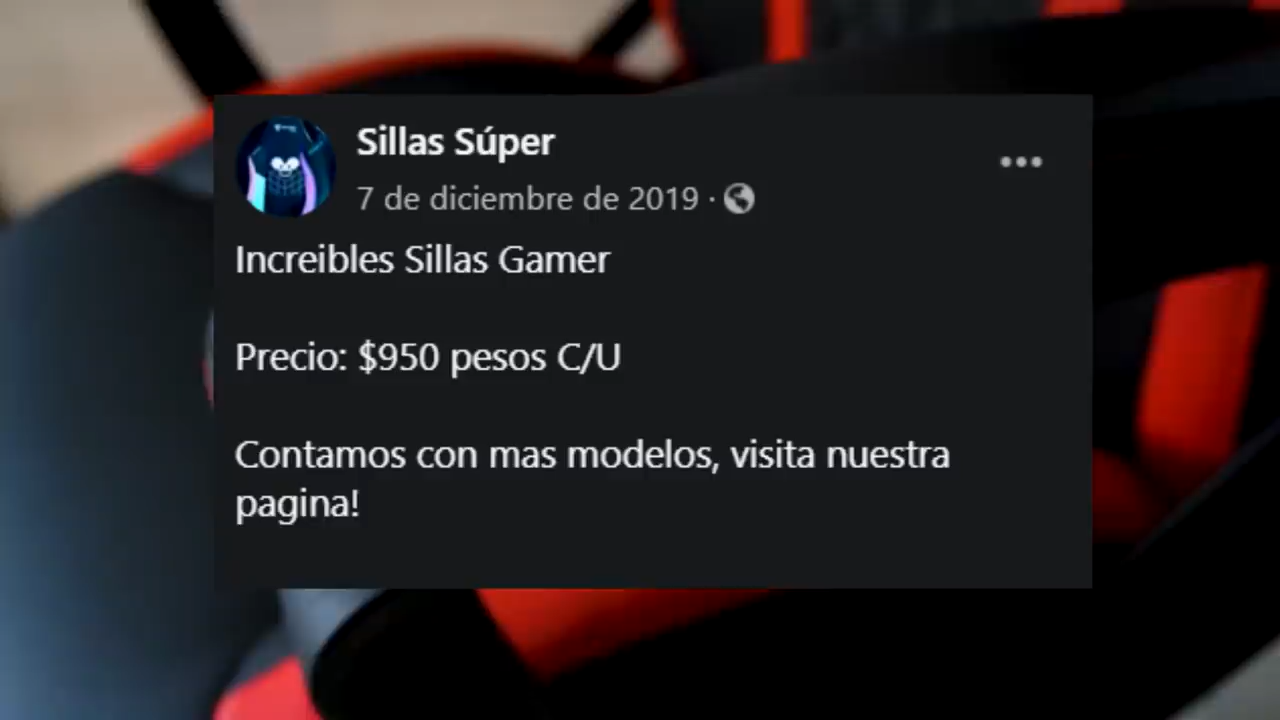 Sillas Súper
7 de diciembre de 2019 ·
Increibles Sillas Gamer
Precio: $950 pesos C/U
Contamos con mas modelos, visita nuestra
pagina!